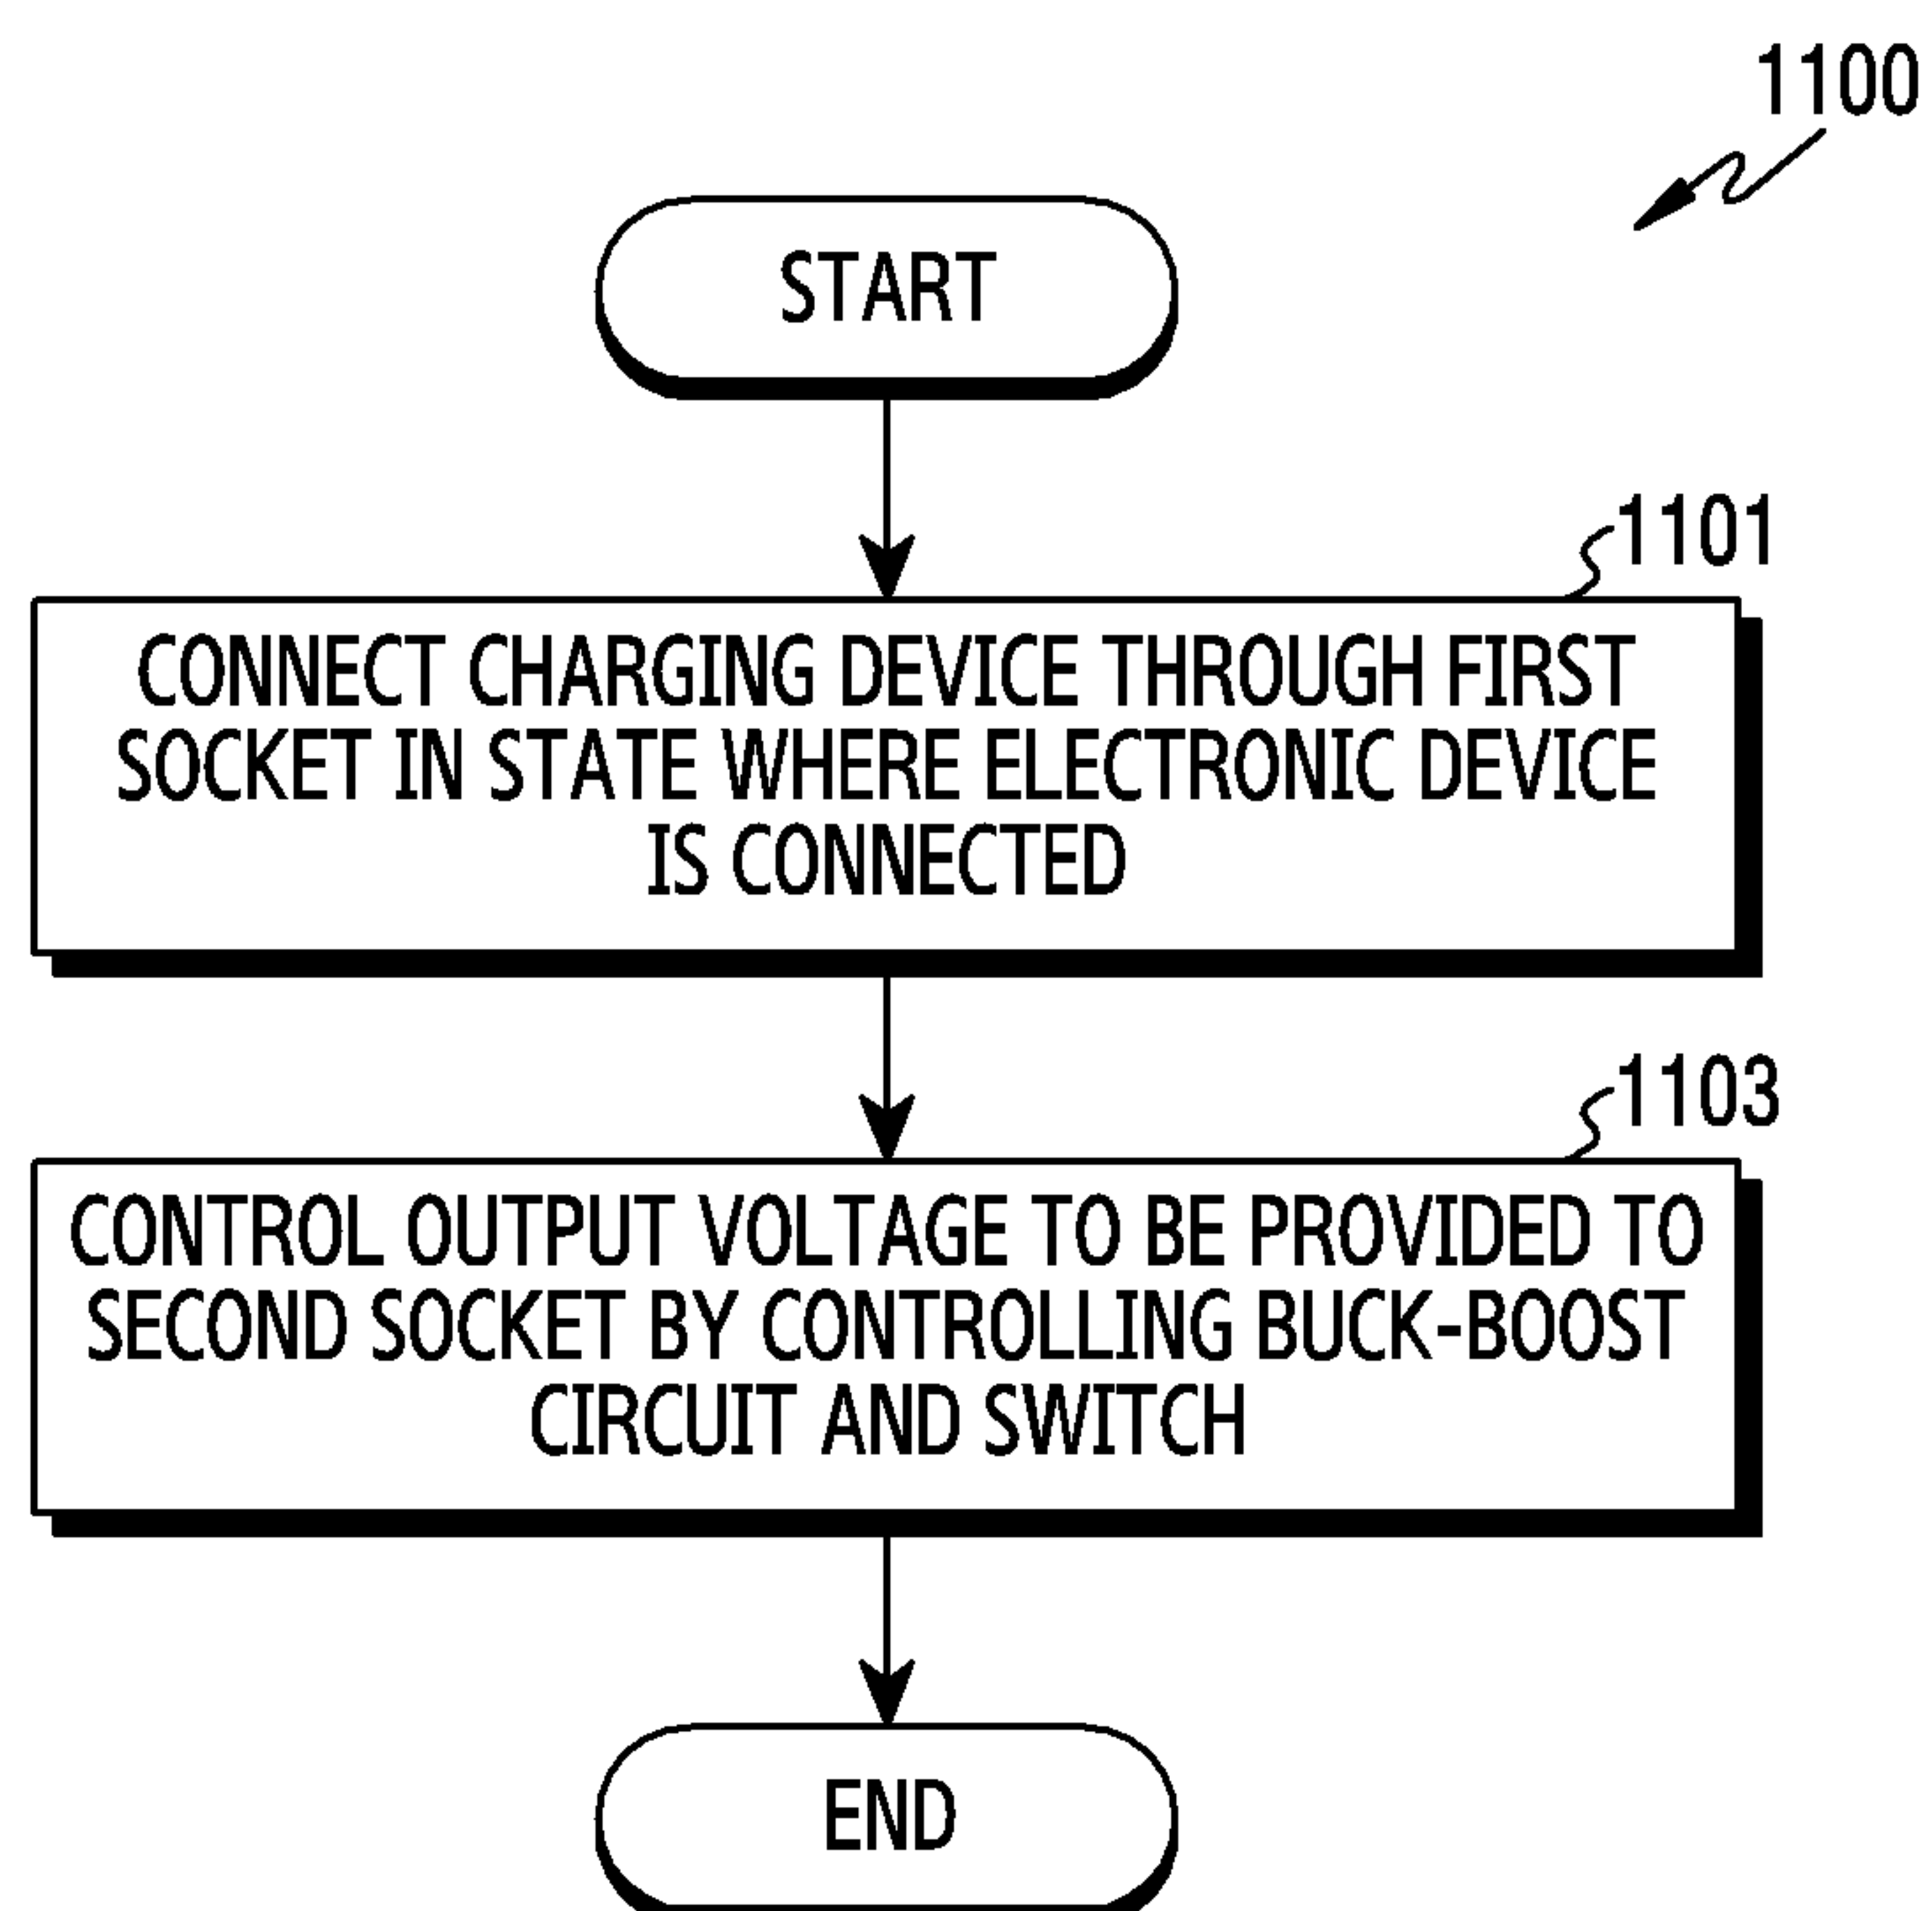 1100
START
1101
CONNECT CHARGING DEVICE THROUGH FIRST
SOCKET IN STATE WHERE ELECTRONIC DEVICE
IS CONNECTED
1103
CONTROL OUTPUT VOLTAGE TO BE PROVIDED TO
SECOND SOCKET BY CONTROLLING BUCK-BOOST
CIRCUIT AND SWITCH
END